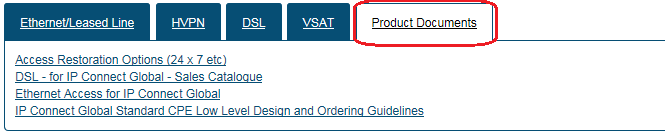 Ethernet/Leased Line HVPN DSL VSAT Product Documents
Access Restoration Options (24 x 7 etc)
DSL - for IP Connect Global - Sales Catalogue
Ethernet Access for IP Connect Global
IP Connect Global Standard CPE Low Level Design and Ordering Guidelines